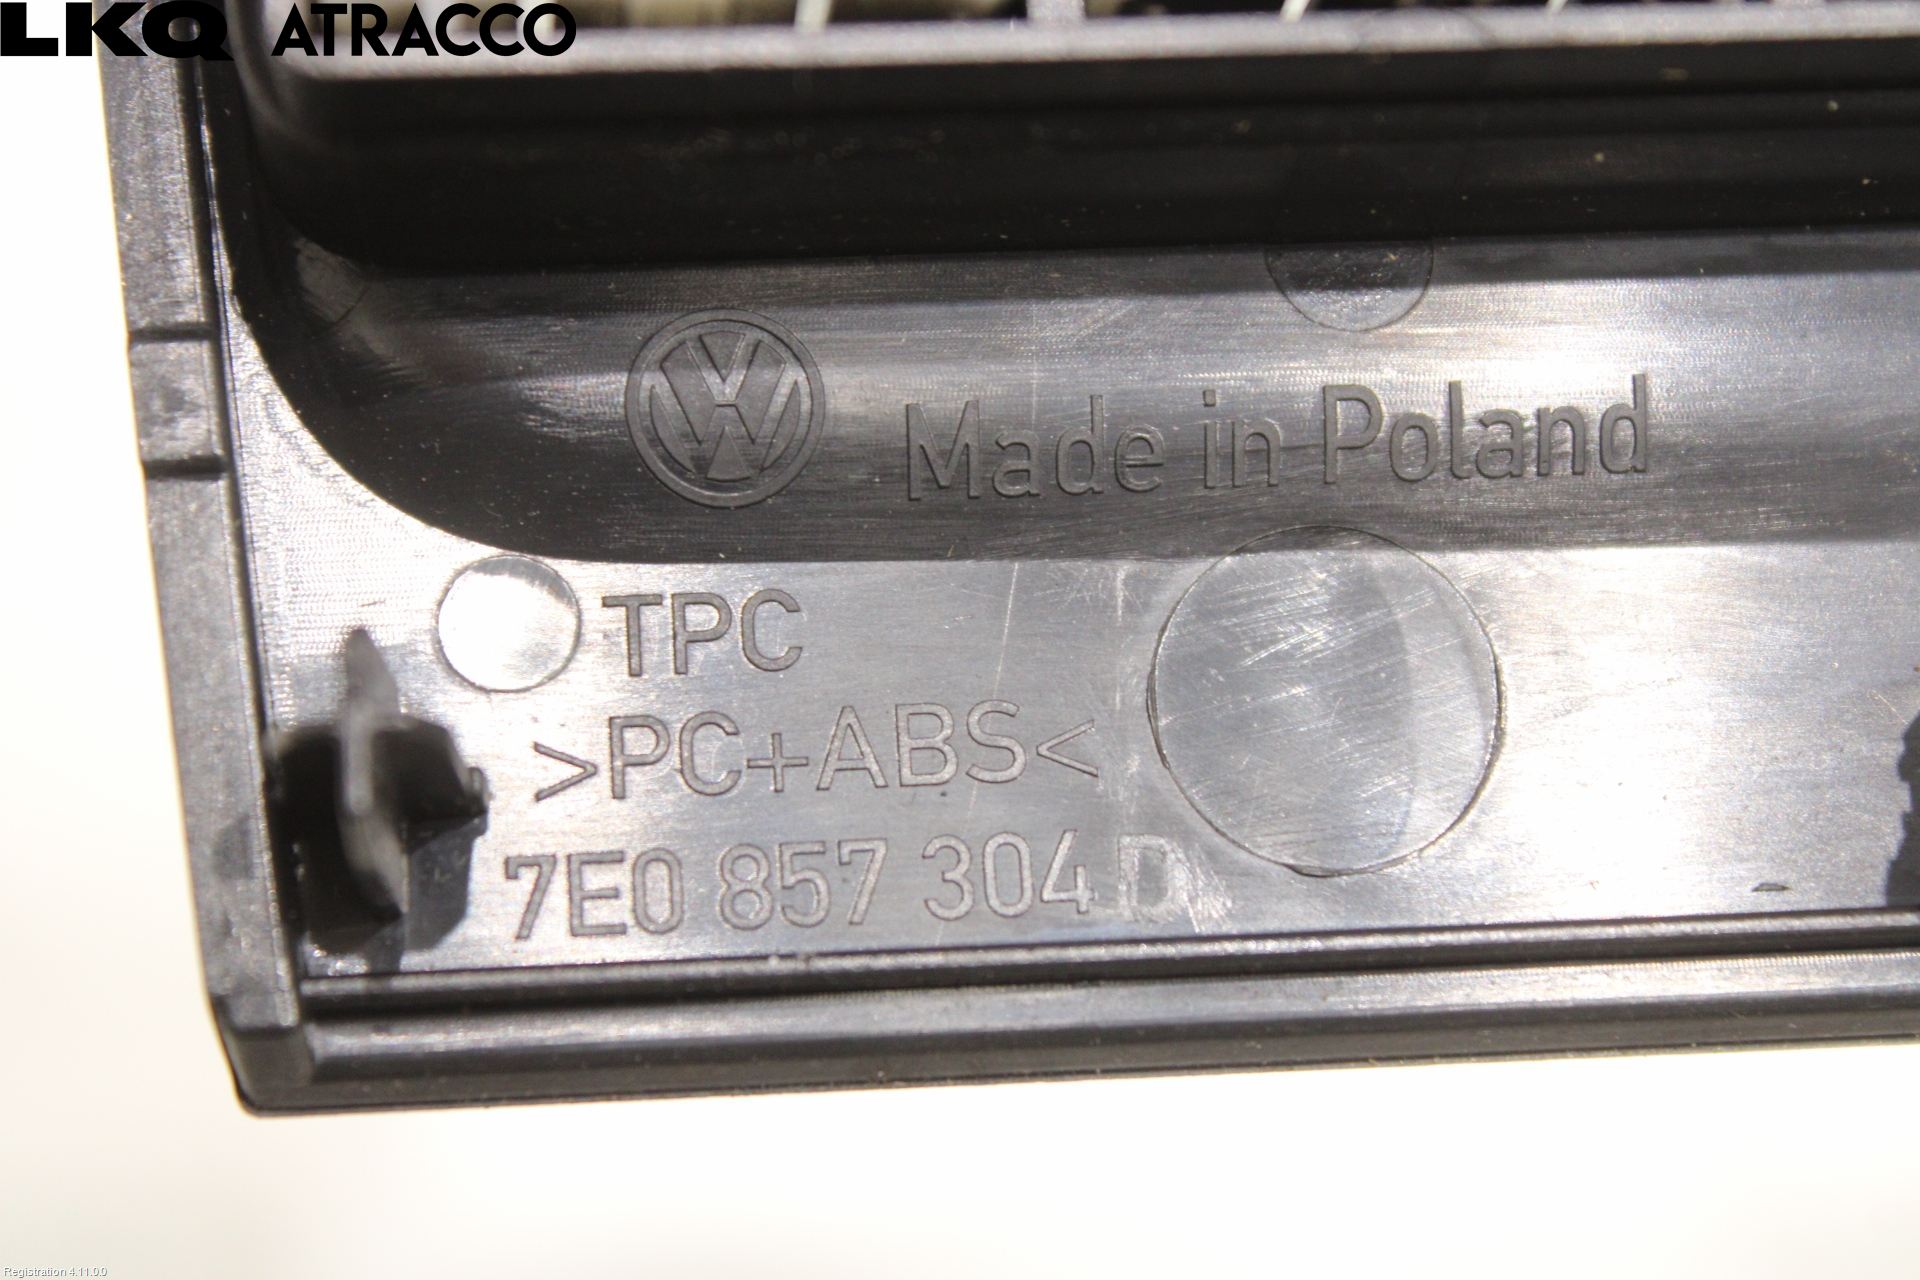 LKQ ATRACCO
Made in Poland
TPC
>PC+ABS<
7E0 857 304 D
Registration 4.11.0.0